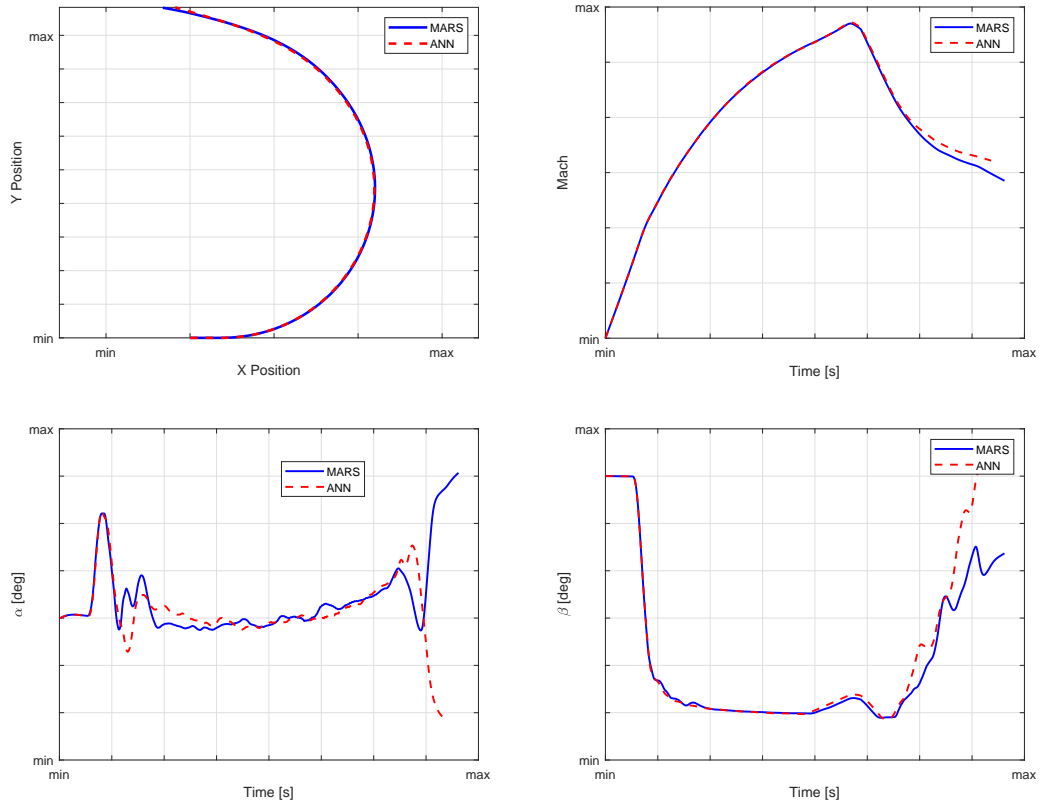 max
Y Position
min
min
max
X Position
MARS
ANN
max
Mach
min
min
max
Time [s]
MARS
ANN
max
α [deg]
min
min
max
Time [s]
MARS
ANN
max
β [deg]
min
min
max
Time [s]
MARS
ANN